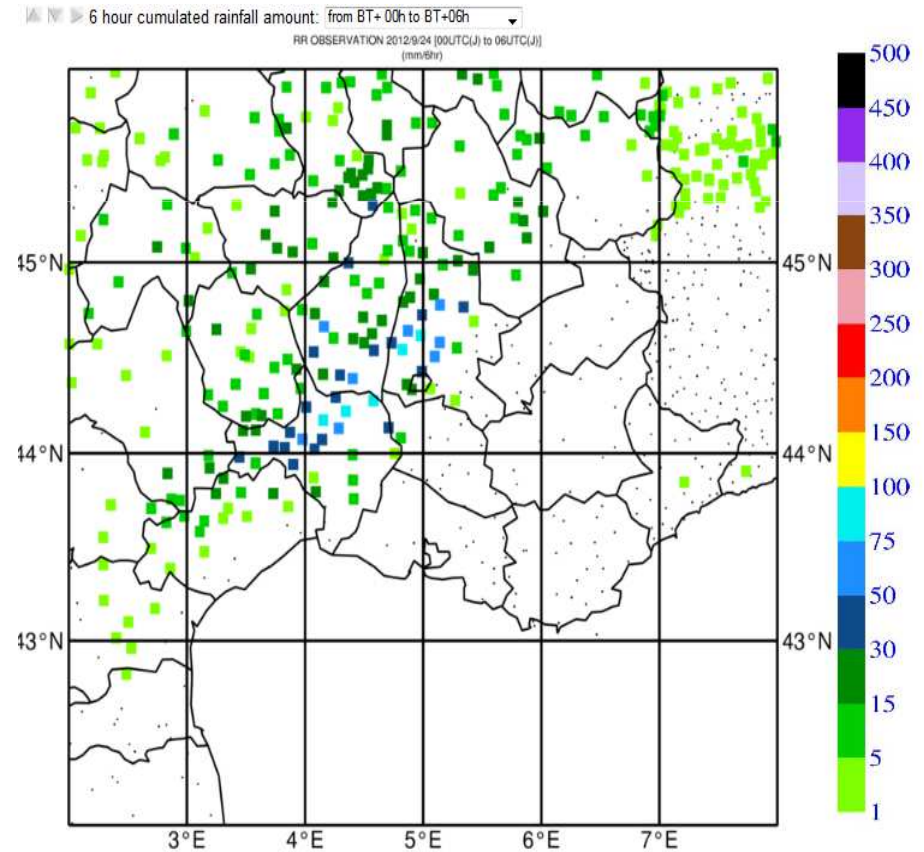 6 hour cumulated rainfall amount: from BT+ 00h to BT+06h
RR OBSERVATION 2012/9/24 [00UTC(J) to 06UTC(J)]
(mm/6hr)
500
450
400
350
300
250
200
150
100
75
50
30
15
5
1
45°N 45°N
44°N 44°N
43°N 43°N
3°E 4°E 5°E 6°E 7°E